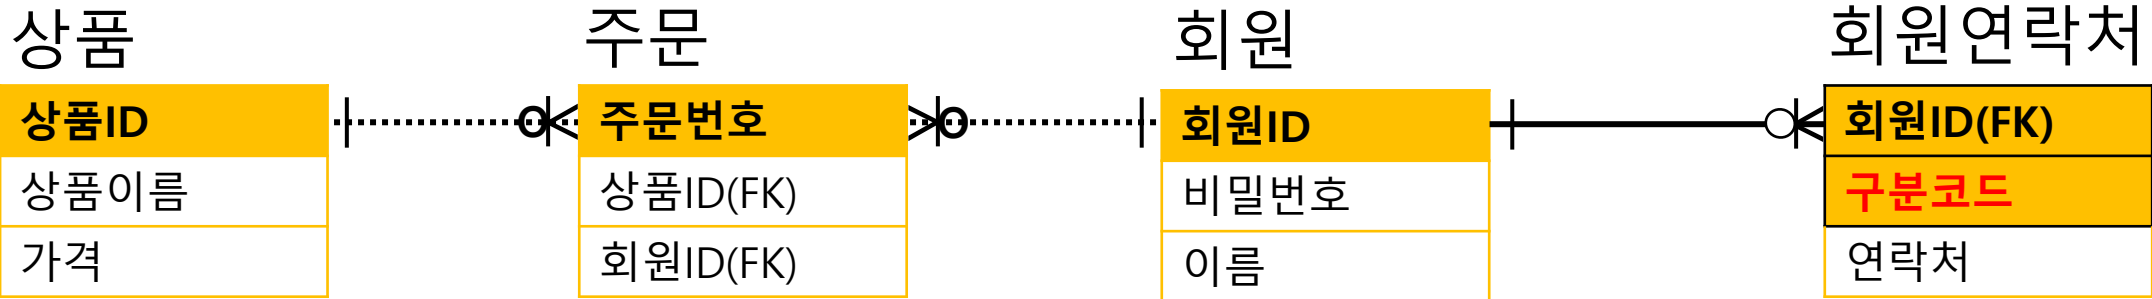 상품
상품ID
상품이름
가격
주문
주문번호
상품ID(FK)
회원ID(FK)
회원
회원ID
비밀번호
이름
회원연락처
회원ID(FK)
구분코드
연락처